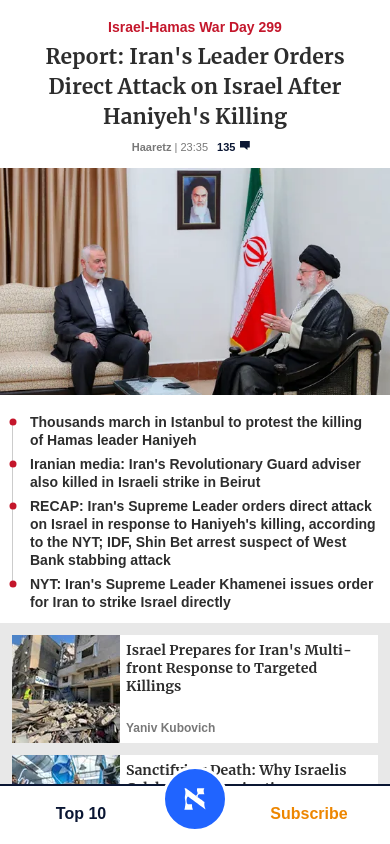 Israel-Hamas War Day 299
Report: Iran's Leader Orders
Direct Attack on Israel After
Haniyeh's Killing
Haaretz | 23:35 135
Thousands march in Istanbul to protest the killing
of Hamas leader Haniyeh
Iranian media: Iran's Revolutionary Guard adviser
also killed in Israeli strike in Beirut
RECAP: Iran's Supreme Leader orders direct attack
on Israel in response to Haniyeh's killing, according
to the NYT; IDF, Shin Bet arrest suspect of West
Bank stabbing attack
NYT: Iran's Supreme Leader Khamenei issues order
for Iran to strike Israel directly
Israel Prepares for Iran's Multi-
front Response to Targeted
Killings
Yaniv Kubovich
Sanctifying Death: Why Israelis
Top 10
Subscribe